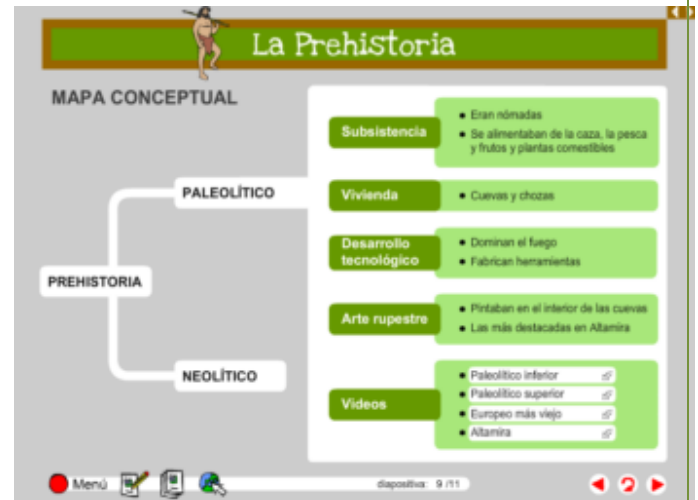 La Prehistoria
MAPA CONCEPTUAL
PREHISTORIA
PALEOLÍTICO
NEOLÍTICO
Subsistencia
• Eran nómadas
• Se alimentaban de la caza, la pesca
y frutos y plantas comestibles
Vivienda
• Cuevas y chozas
Desarrollo
tecnológico
• Dominan el fuego
• Fabrican herramientas
Arte rupestre
• Pintaban en el interior de las cuevas
• Las más destacadas en Altamira
Videos
• Paleolítico inferior
• Paleolítico superior
• Europeo más viejo
• Altamira
Menú
diapositiva: 9 /11